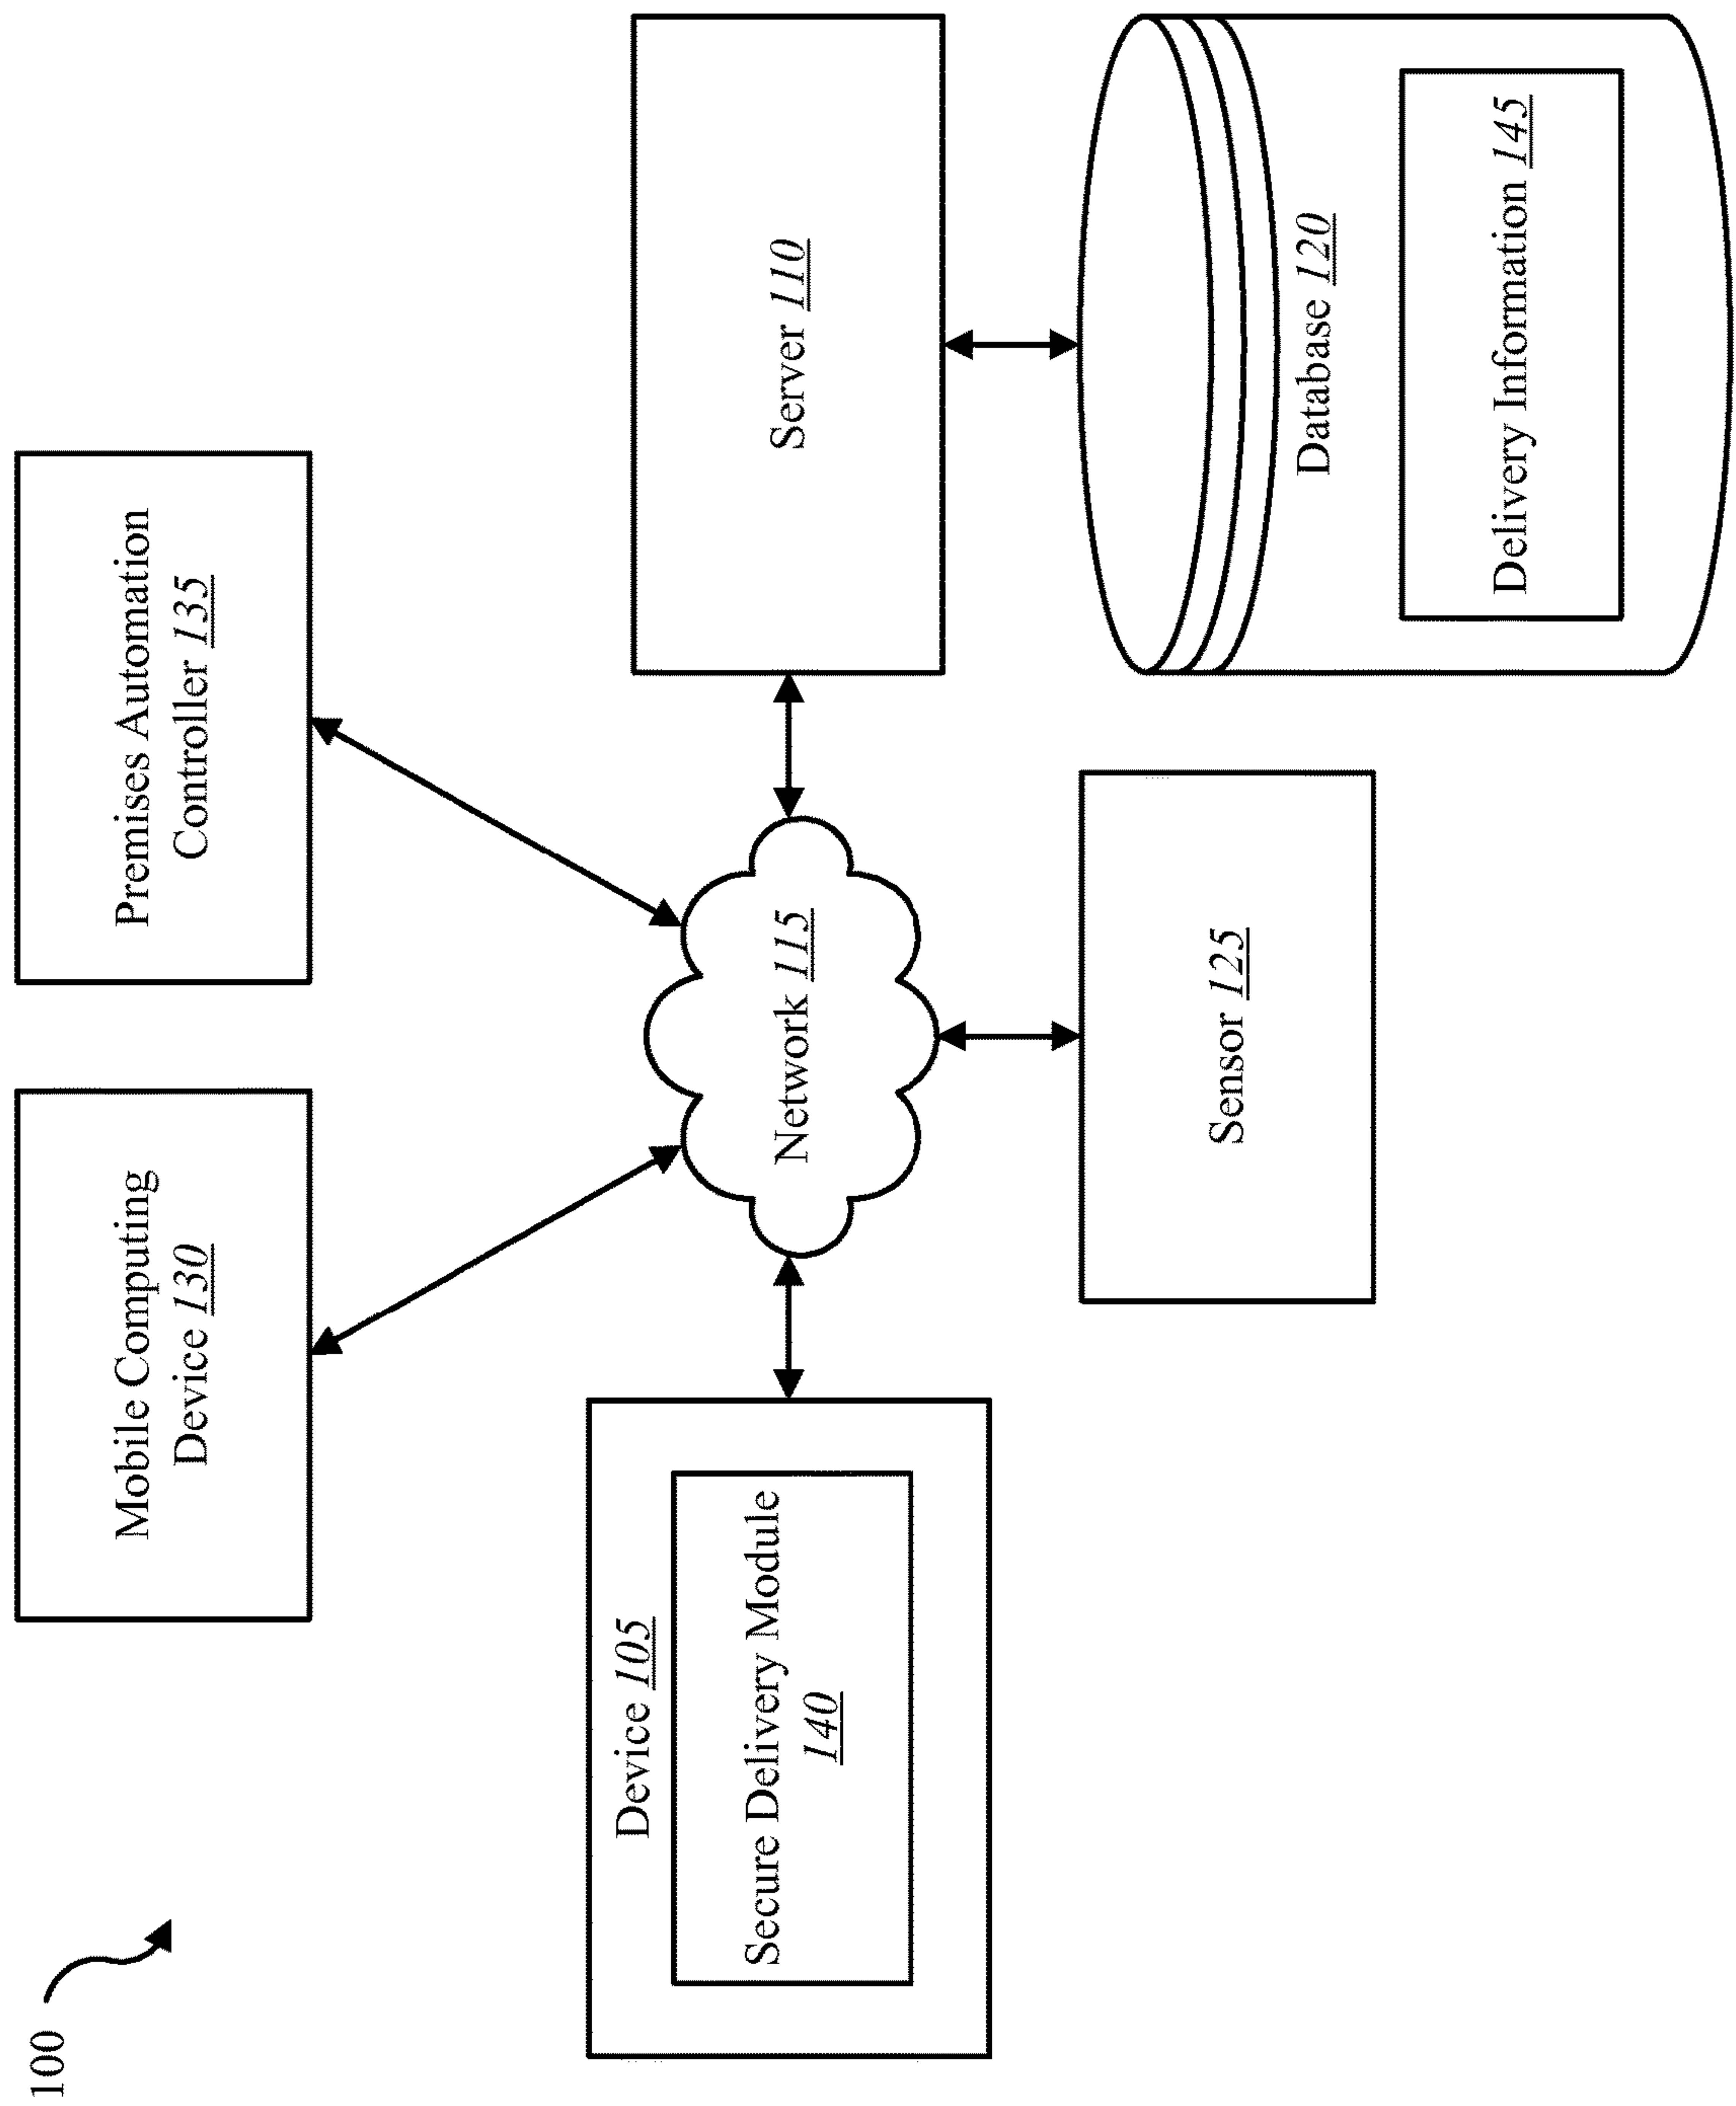 100
Mobile Computing
Device 130
Premises Automation
Controller 135
Device 105
Secure Delivery Module
140
Network 115
Server 110
Sensor 125
Database 120
Delivery Information 145